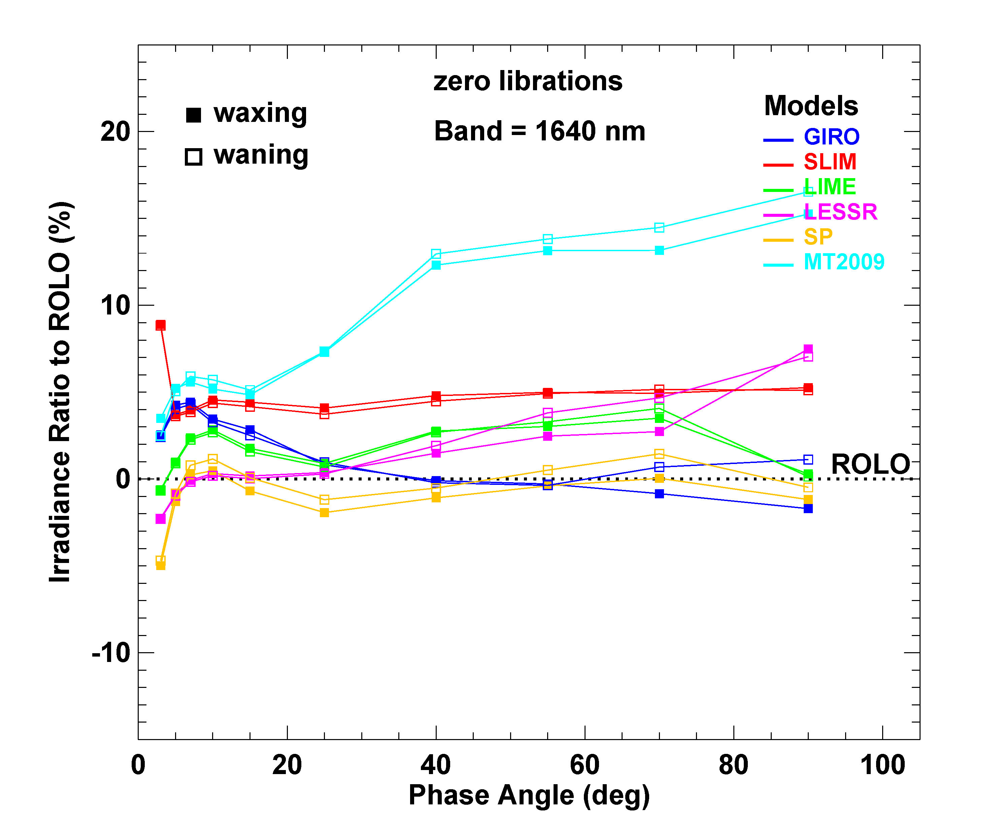 zero librations
Band = 1640 nm
waxing
waning
Models
GIRO
SLIM
LIME
LESSR
SP
MT2009
ROLO
Irradiance Ratio to ROLO (%)
20
10
0
-10
0 20 40 60 80 100
Phase Angle (deg)